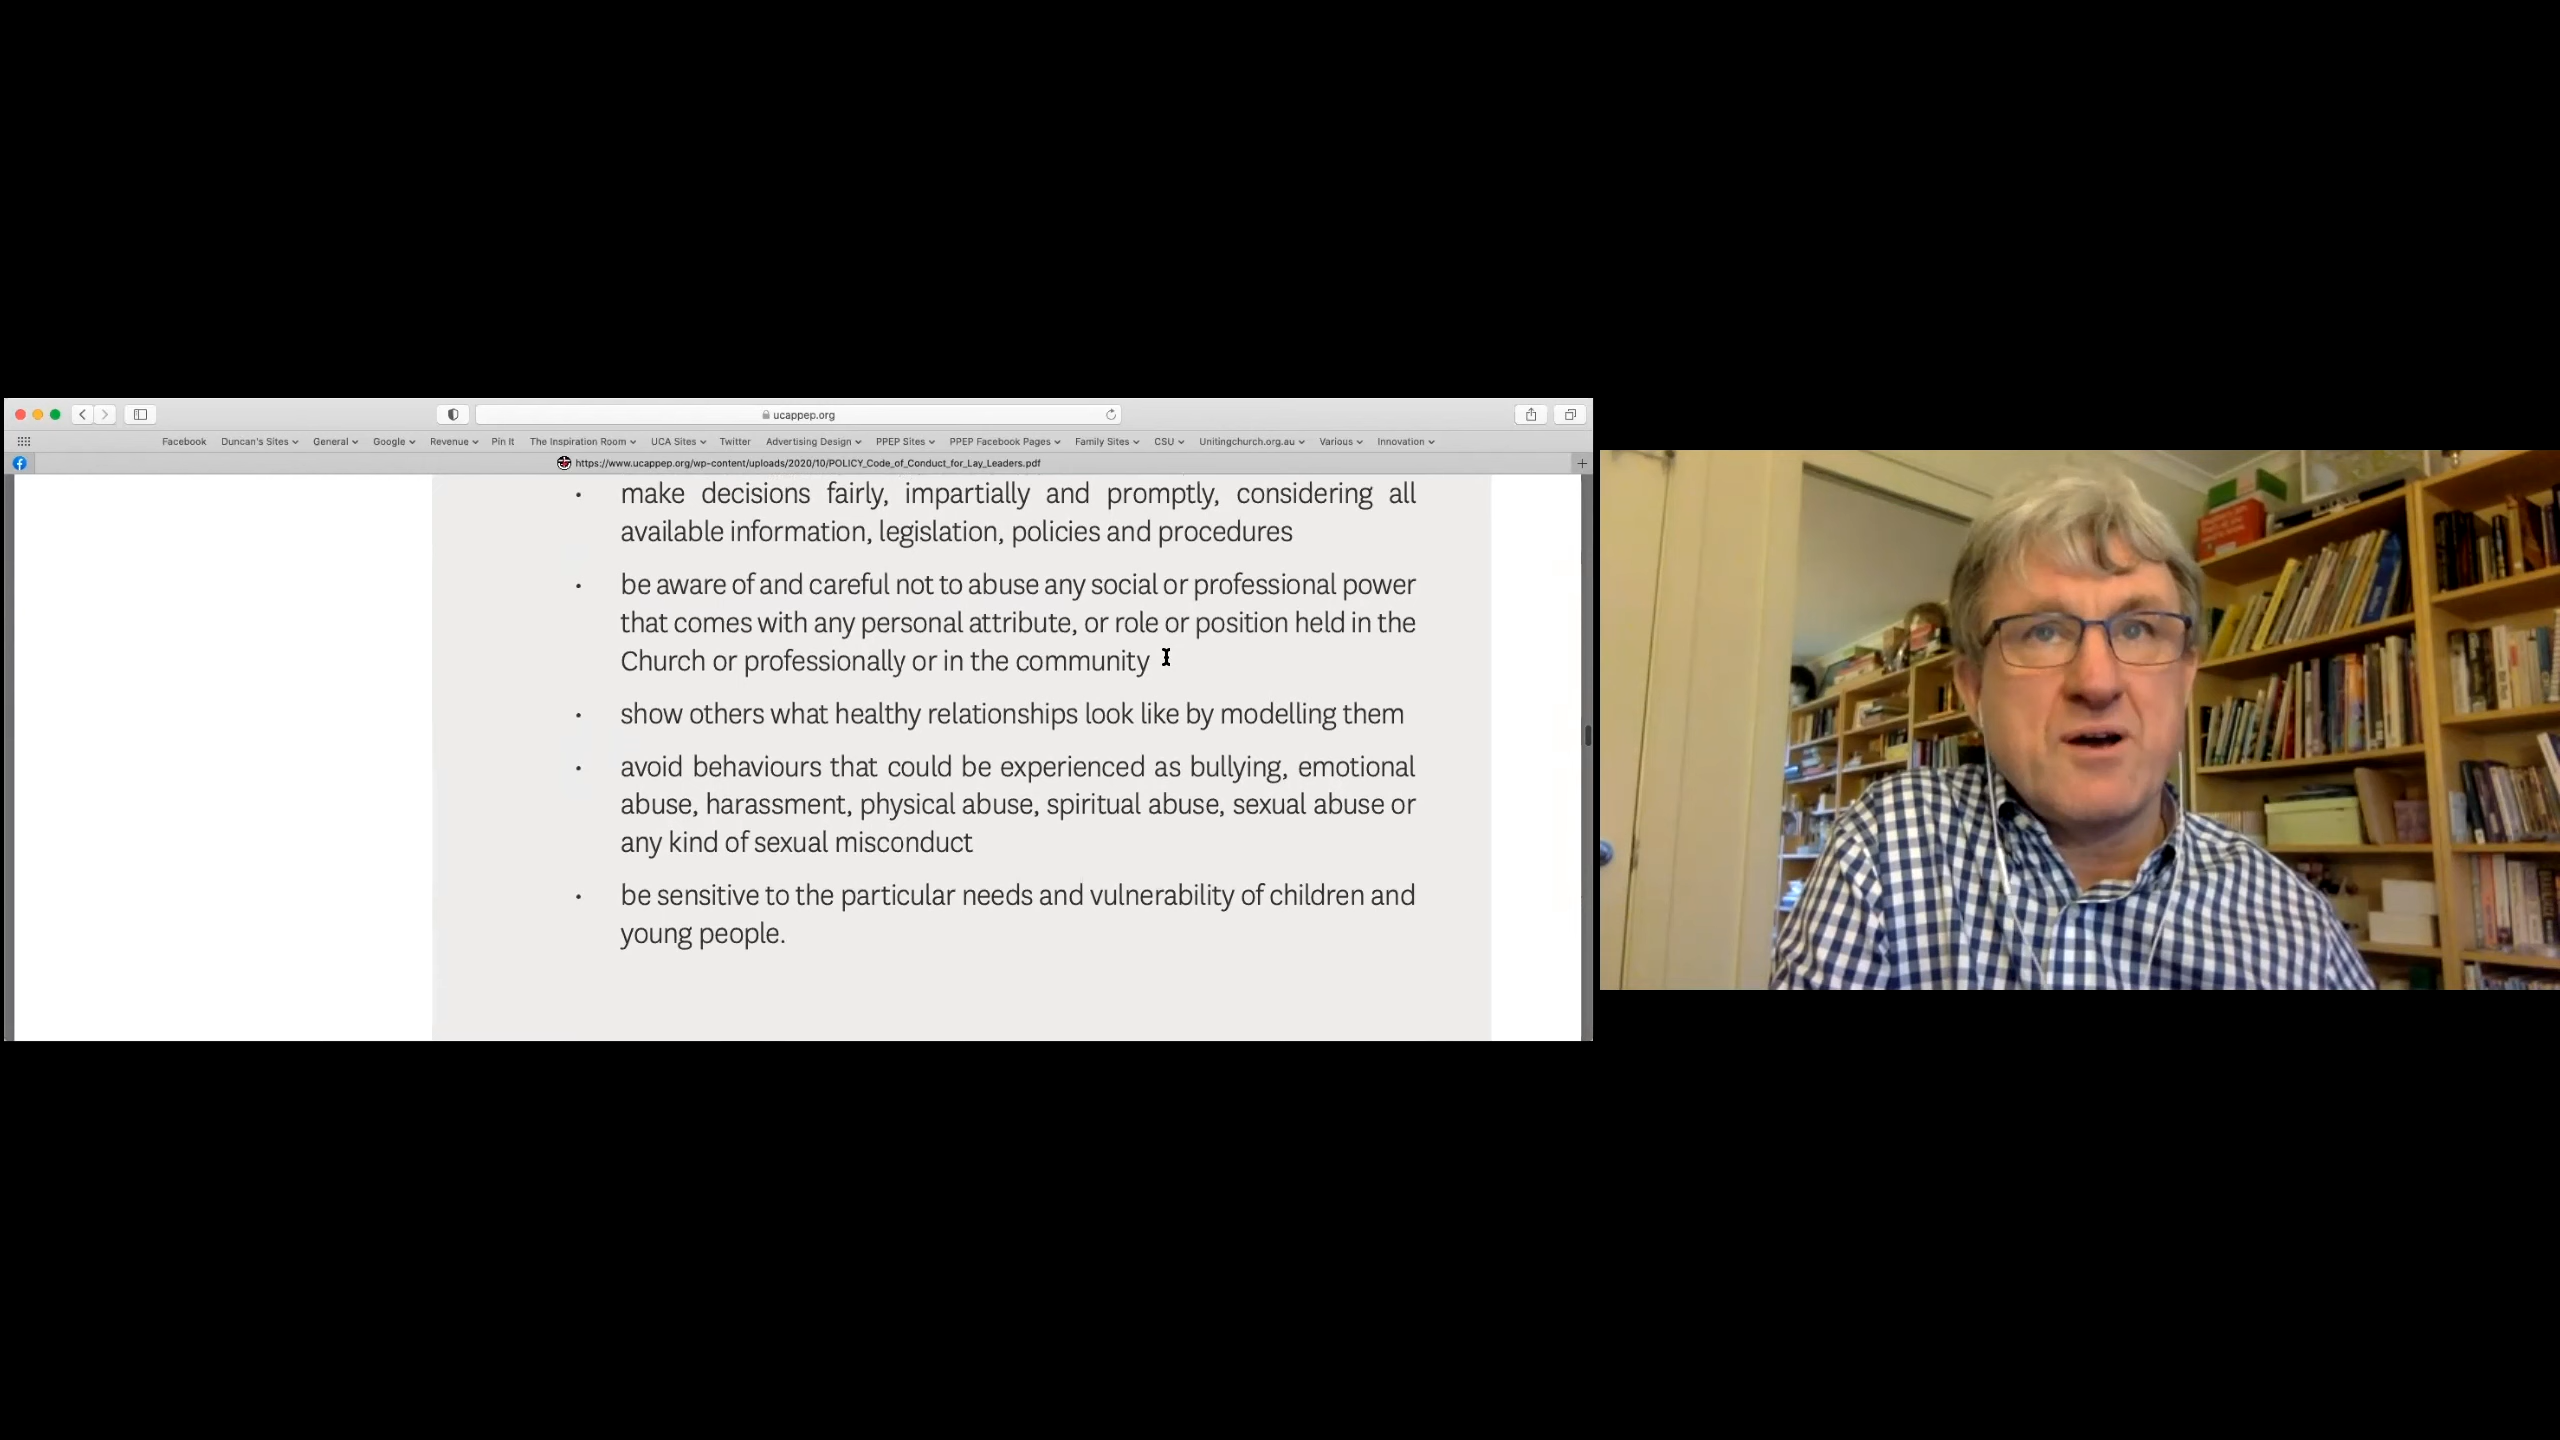 ucappep.org
Facebook Duncan's Sites General Google Revenue Pin It The Inspiration Room UCA Sites Twitter Advertising Design PPEP Sites PPEP Facebook Pages Family Sites CSU Unitingchurch.org.au Various Innovation
https://www.ucappep.org/wp-content/uploads/2020/10/POLICY_Code_of_Conduct_for_Lay_Leaders.pdf
• make decisions fairly, impartially and promptly, considering all
available information, legislation, policies and procedures
• be aware of and careful not to abuse any social or professional power
that comes with any personal attribute, or role or position held in the
Church or professionally or in the community
• show others what healthy relationships look like by modelling them
• avoid behaviours that could be experienced as bullying, emotional
abuse, harassment, physical abuse, spiritual abuse, sexual abuse or
any kind of sexual misconduct
• be sensitive to the particular needs and vulnerability of children and
young people.